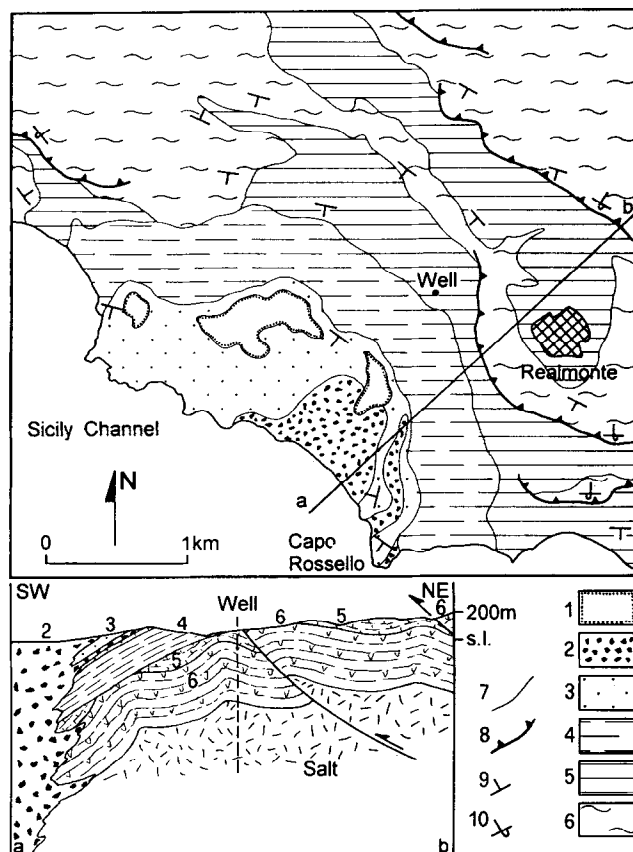 b
Well
Realmonte
Sicily Channel
a
N
Capo
Rossello
0 1km
SW Well NE
2 3 4 6 5 6
200m
s.l.
5
6
Salt
a b
1
2
7 3
8 4
9 5
10 6